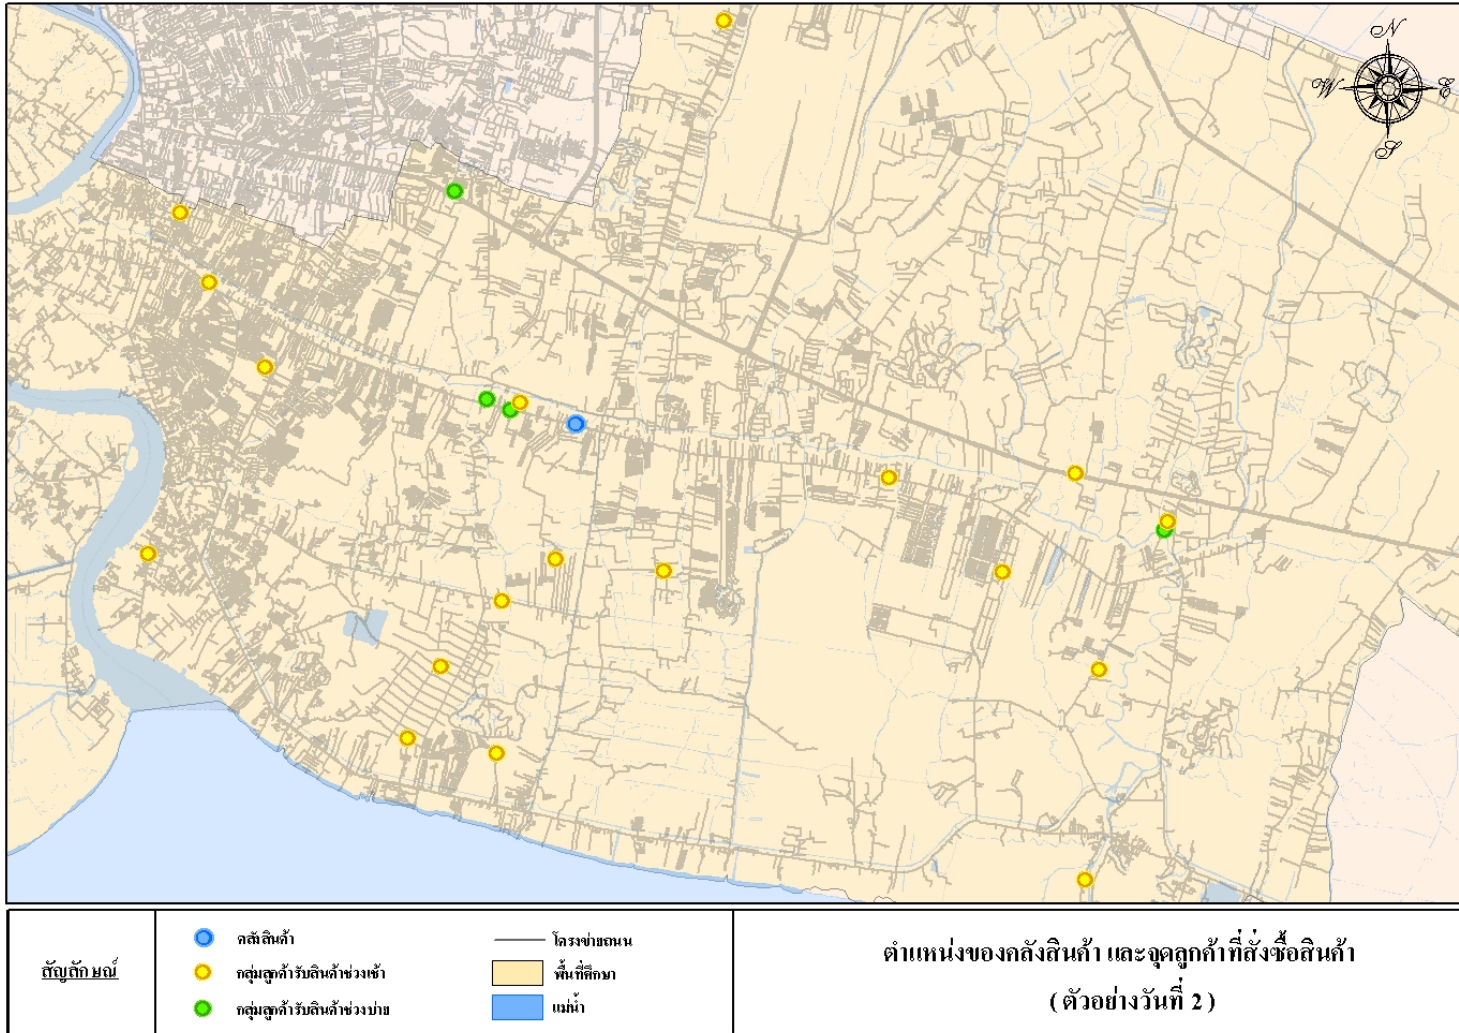 N
W
E
S
สัญลักษณ์
คลังสินค้า
กลุ่มลูกค้ารับสินค้าช่วงเช้า
กลุ่มลูกค้ารับสินค้าช่วงบ่าย
โครงข่ายถนน
พื้นที่ศึกษา
แม่น้ำ
ตำแหน่งของคลังสินค้า และจุดลูกค้าที่สั่งซื้อสินค้า
( ตัวอย่างวันที่ 2 )